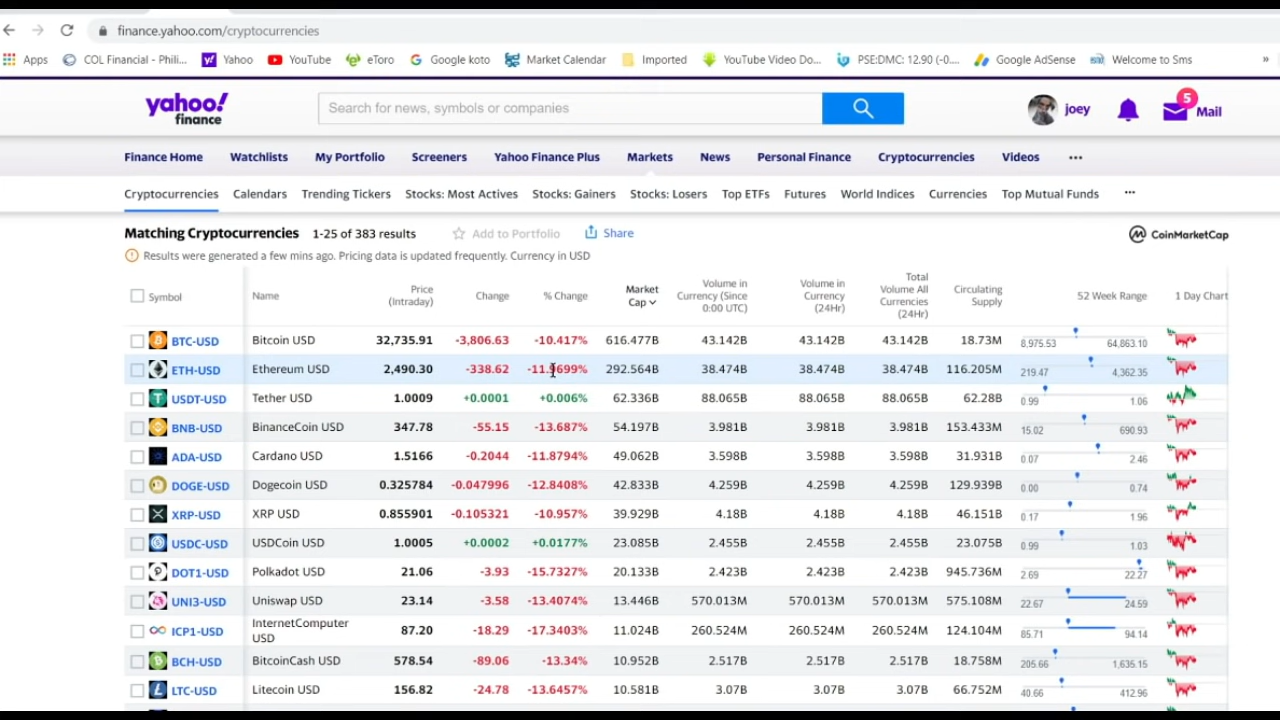 finance.yahoo.com/cryptocurrencies
Apps COL Financial - Phili... Yahoo YouTube eToro Google koto Market Calendar Imported YouTube Video Do... PSE:DMC: 12.90 (-0.... Google AdSense Welcome to Sms »
yahoo! finance
Search for news, symbols or companies
joey
5
Mail
Finance Home Watchlists My Portfolio Screeners Yahoo Finance Plus Markets News Personal Finance Cryptocurrencies Videos ...
Cryptocurrencies Calendars Trending Tickers Stocks: Most Actives Stocks: Gainers Stocks: Losers Top ETFs Futures World Indices Currencies Top Mutual Funds ...
Matching Cryptocurrencies 1-25 of 383 results Add to Portfolio Share CoinMarketCap
Results were generated a few mins ago. Pricing data is updated frequently. Currency in USD
Symbol Name Price (Intraday) Change % Change Market Cap Volume in Currency (Since 0:00 UTC) Volume in Currency (24Hr) Total Volume All Currencies (24Hr) Circulating Supply 52 Week Range 1 Day Chart
BTC-USD Bitcoin USD 32,735.91 -3,806.63 -10.417% 616.477B 43.142B 43.142B 43.142B 18.73M 8,975.53 64,863.10
ETH-USD Ethereum USD 2,490.30 -338.62 292.564B 38.474B 38.474B 38.474B 116.205M 219.47 4,362.35
USDT-USD Tether USD 1.0009 +0.0001 +0.006% 62.336B 88.065B 88.065B 88.065B 62.28B 0.99 1.06
BNB-USD BinanceCoin USD 347.78 -55.15 -13.687% 54.197B 3.981B 3.981B 3.981B 153.433M 15.02 690.93
ADA-USD Cardano USD 1.5166 -0.2044 -11.8794% 49.062B 3.598B 3.598B 3.598B 31.931B 0.07 2.46
DOGE-USD Dogecoin USD 0.325784 -0.047996 -12.8408% 42.833B 4.259B 4.259B 4.259B 129.939B 0.00 0.74
XRP-USD XRP USD 0.855901 -0.105321 -10.957% 39.929B 4.18B 4.18B 4.18B 46.151B 0.17 1.96
USDC-USD USDCoin USD 1.0005 +0.0002 +0.0177% 23.085B 2.455B 2.455B 2.455B 23.075B 0.99 1.03
DOT1-USD Polkadot USD 21.06 -3.93 -15.7327% 20.133B 2.423B 2.423B 2.423B 945.736M 2.69 22.27
UNI3-USD Uniswap USD 23.14 -3.58 -13.4074% 13.446B 570.013M 570.013M 570.013M 575.108M 22.67 24.59
ICP1-USD InternetComputer USD 87.20 -18.29 -17.3403% 11.024B 260.524M 260.524M 260.524M 124.104M 85.71 94.14
BCH-USD BitcoinCash USD 578.54 -89.06 -13.34% 10.952B 2.517B 2.517B 2.517B 18.758M 205.66 1,635.15
LTC-USD Litecoin USD 156.82 -24.78 -13.6457% 10.581B 3.07B 3.07B 3.07B 66.752M 40.66 412.96